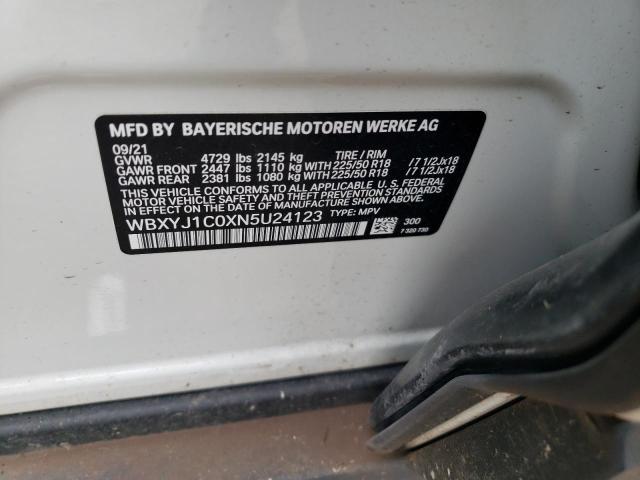 MFD BY BAYERISCHE MOTOREN WERKE AG
09/21
GVWR 4729 lbs 2145 kg TIRE / RIM
GAWR FRONT 2447 lbs 1110 kg WITH 225/50 R18 / 7 1/2Jx18
GAWR REAR 2381 lbs 1080 kg WITH 225/50 R18 / 7 1/2Jx18
THIS VEHICLE CONFORMS TO ALL APPLICABLE FEDERAL
MOTOR VEHICLE SAFETY AND THEFT PREVENTION
STANDARDS IN EFFECT ON THE DATE OF
MANUFACTURE SHOWN ABOVE.
WBXYJ1C0XN5U24123 TYPE: MPV
300
7 320 730